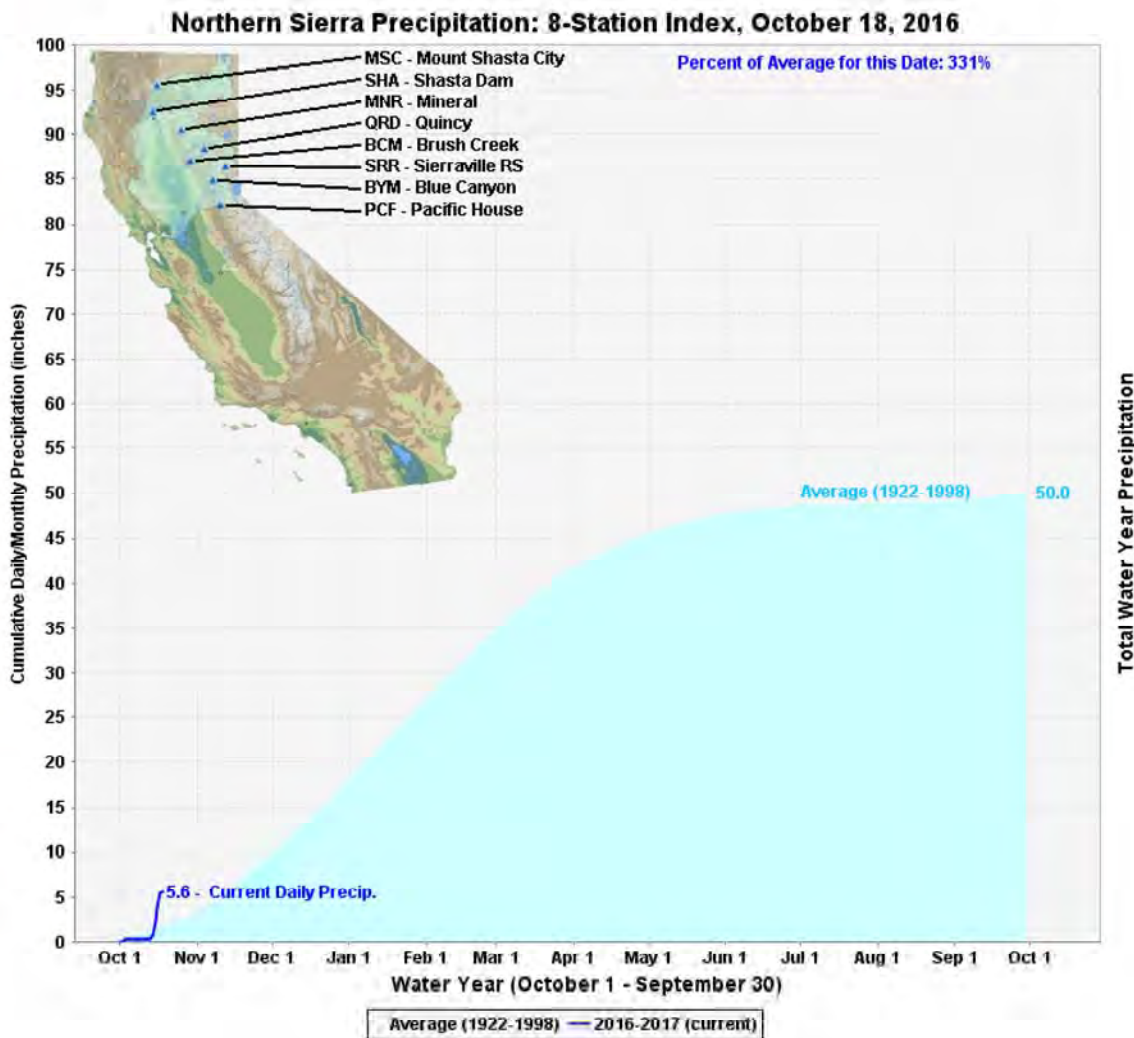 Northern Sierra Precipitation: 8-Station Index, October 18, 2016
Percent of Average for this Date: 331%
MSC - Mount Shasta City
SHA - Shasta Dam
MNR - Mineral
QRD - Quincy
BCM - Brush Creek
SRR - Sierraville RS
BYM - Blue Canyon
PCF - Pacific House
Cumulative Daily/Monthly Precipitation (inches)
100
95
90
85
80
75
70
65
60
55
50
45
40
35
30
25
20
15
10
5
0
Average (1922-1998)
50.0
Total Water Year Precipitation
5.6 - Current Daily Precip.
Oct 1 Nov 1 Dec 1 Jan 1 Feb 1 Mar 1 Apr 1 May 1 Jun 1 Jul 1 Aug 1 Sep 1 Oct 1
Water Year (October 1 - September 30)
Average (1922-1998) 2016-2017 (current)